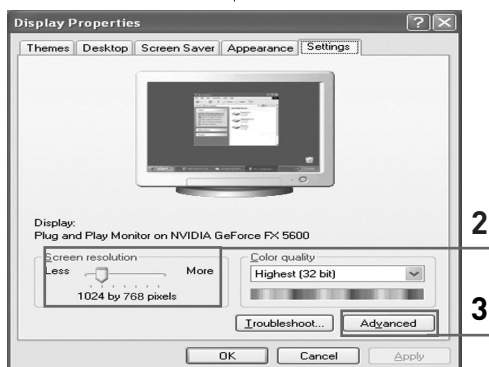 Display Properties
Themes Desktop Screen Saver Appearance Settings
Display:
Plug and Play Monitor on NVIDIA GeForce FX 5600
Screen resolution
Less More
1024 by 768 pixels
Color quality
Highest (32 bit)
2
Troubleshoot... Advanced
3
OK Cancel Apply